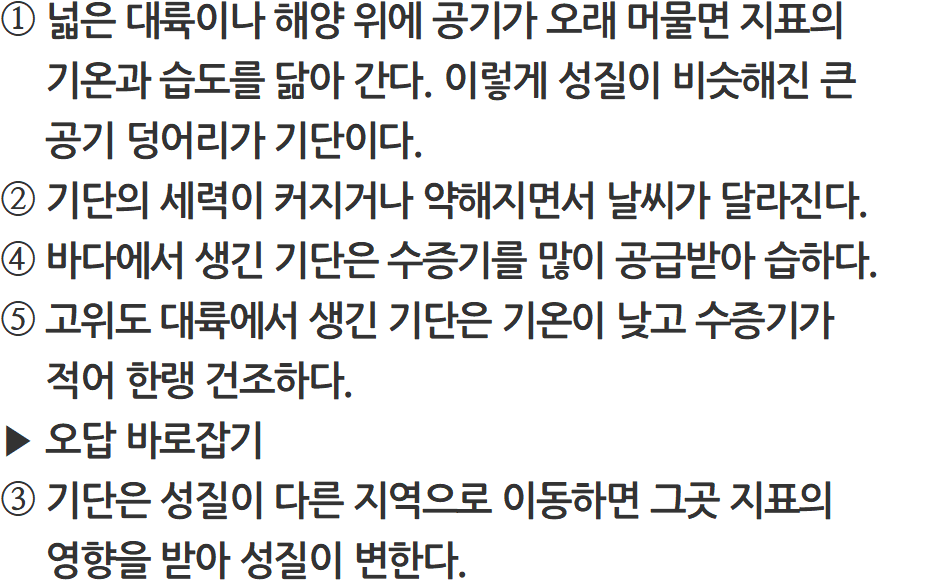 ① 넓은 대륙이나 해양 위에 공기가 오래 머물면 지표의
기온과 습도를 닮아 간다. 이렇게 성질이 비슷해진 큰
공기 덩어리가 기단이다.
② 기단의 세력이 커지거나 약해지면서 날씨가 달라진다.
④ 바다에서 생긴 기단은 수증기를 많이 공급받아 습하다.
⑤ 고위도 대륙에서 생긴 기단은 기온이 낮고 수증기가
적어 한랭 건조하다.
▶ 오답 바로잡기
③ 기단은 성질이 다른 지역으로 이동하면 그곳 지표의
영향을 받아 성질이 변한다.